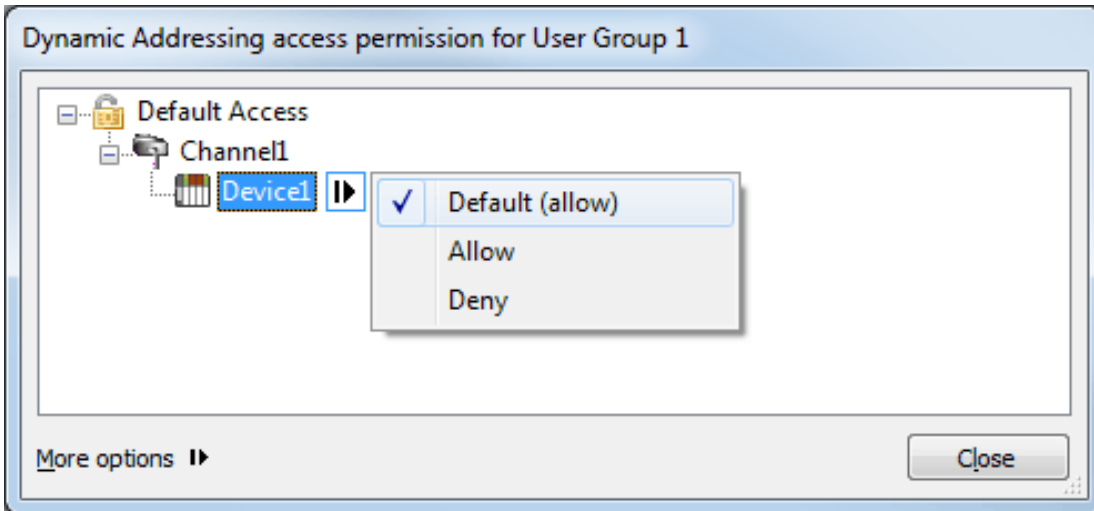 Dynamic Addressing access permission for User Group 1
Default Access
Channel1
Device1
Default (allow)
Allow
Deny
More options
Close